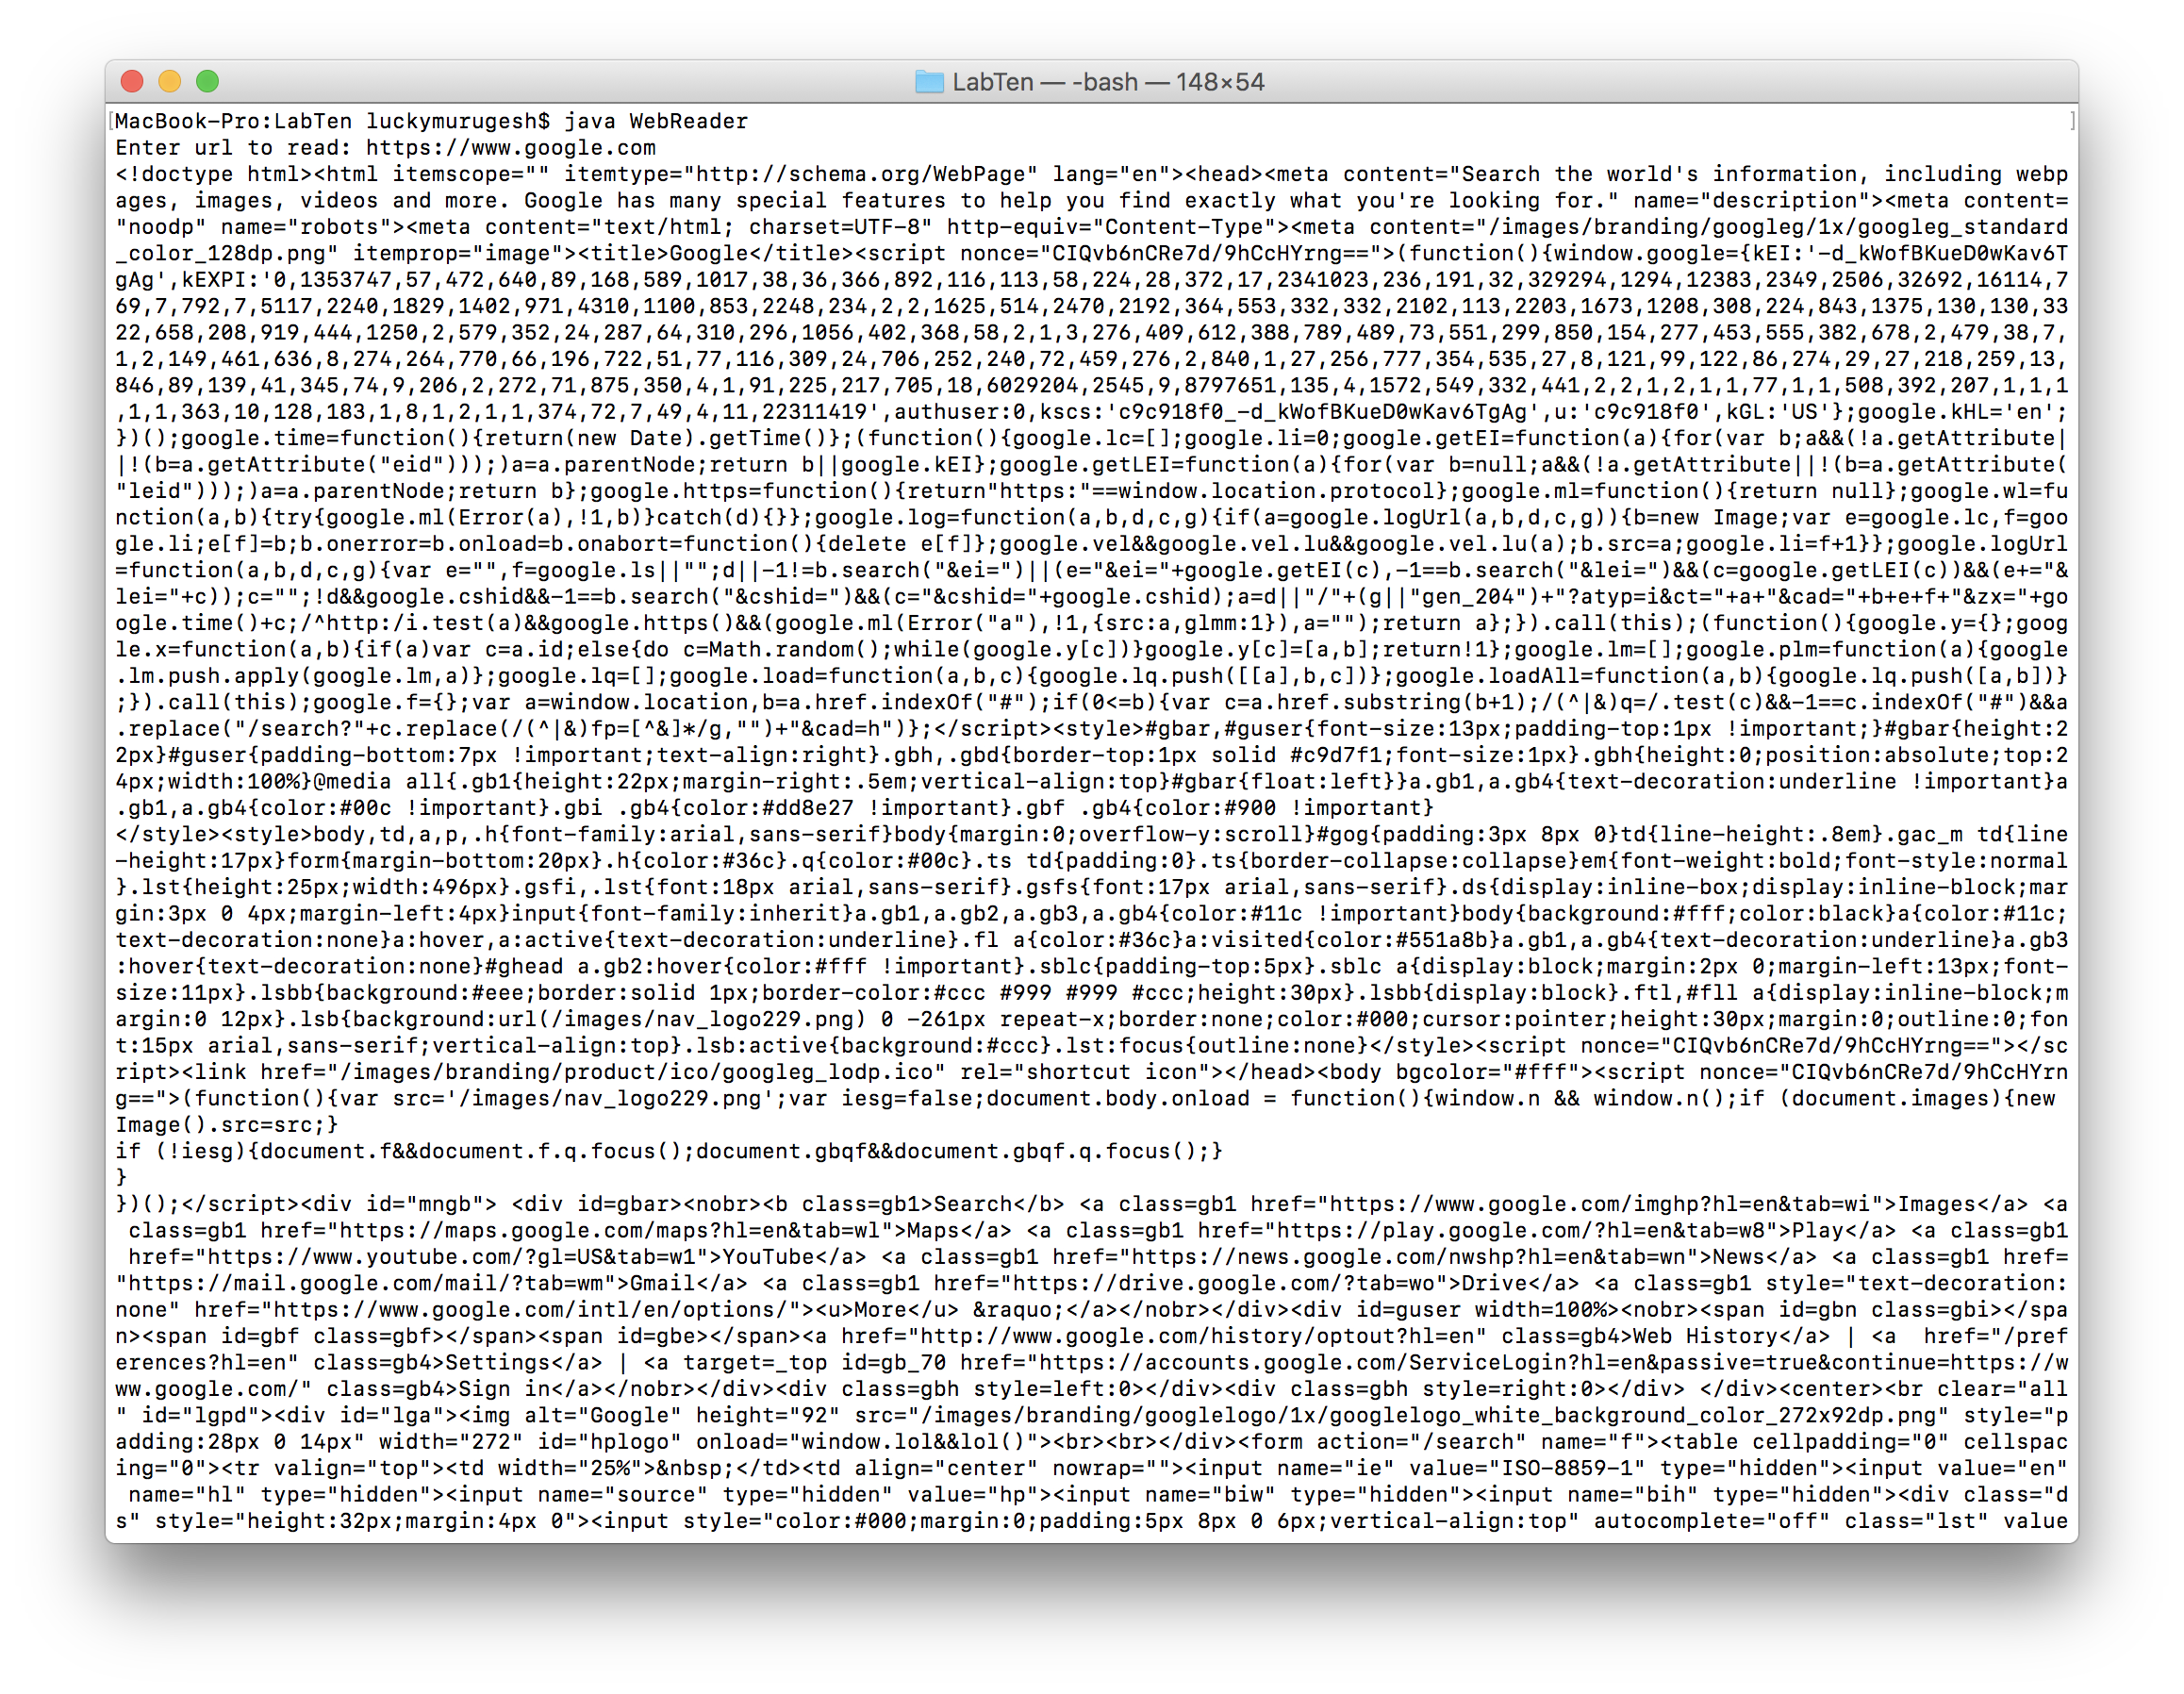 LabTen — -bash — 148×54
[MacBook-Pro:LabTen luckymurugesh$ java WebReader ]
Enter url to read: https://www.google.com
<!doctype html><html itemscope="" itemtype="http://schema.org/WebPage" lang="en"><head><meta content="Search the world's information, including webp
ages, images, videos and more. Google has many special features to help you find exactly what you're looking for." name="description"><meta content=
"noodp" name="robots"><meta content="text/html; charset=UTF-8" http-equiv="Content-Type"><meta content="/images/branding/googleg/1x/googleg_standard
_color_128dp.png" itemprop="image"><title>Google</title><script nonce="CIQvb6nCRe7d/9hCcHYrng==">(function(){window.google={kEI:'-d_kWofBKueD0wKav6T
gAg',kEXPI:'0,1353747,57,472,640,89,168,589,1017,38,36,366,892,116,113,58,224,28,372,17,2341023,236,191,32,329294,1294,12383,2349,2506,32692,16114,7
69,7,792,7,5117,2240,1829,1402,971,4310,1100,853,2248,234,2,2,1625,514,2470,2192,364,553,332,332,2102,113,2203,1673,1208,308,224,843,1375,130,130,33
22,658,208,919,444,1250,2,579,352,24,287,64,310,296,1056,402,368,58,2,1,3,276,409,612,388,789,489,73,551,299,850,154,277,453,555,382,678,2,479,38,7,
1,2,149,461,636,8,274,264,770,66,196,722,51,77,116,309,24,706,252,240,72,459,276,2,840,1,27,256,777,354,535,27,8,121,99,122,86,274,29,27,218,259,13,
846,89,139,41,345,74,9,206,2,272,71,875,350,4,1,91,225,217,705,18,6029204,2545,9,8797651,135,4,1572,549,332,441,2,2,1,2,1,1,77,1,1,508,392,207,1,1,1
,1,1,363,10,128,183,1,8,1,2,1,1,374,72,7,49,4,11,22311419',authuser:0,kscs:'c9c918f0_-d_kWofBKueD0wKav6TgAg',u:'c9c918f0',kGL:'US'};google.kHL='en';
})();google.time=function(){return(new Date).getTime()};(function(){google.lc=[];google.li=0;google.getEI=function(a){for(var b;a&&(!a.getAttribute|
|!(b=a.getAttribute("eid")));)a=a.parentNode;return b||google.kEI};google.getLEI=function(a){for(var b=null;a&&(!a.getAttribute||!(b=a.getAttribute(
"leid")));)a=a.parentNode;return b};google.https=function(){return"https:"==window.location.protocol};google.ml=function(){return null};google.wl=fu
nction(a,b){try{google.ml(Error(a),!1,b)}catch(d){}};google.log=function(a,b,d,c,g){if(a=google.logUrl(a,b,d,c,g)){b=new Image;var e=google.lc,f=goo
gle.li;e[f]=b;b.onerror=b.onload=b.onabort=function(){delete e[f]};google.vel&&google.vel.lu&&google.vel.lu(a);b.src=a;google.li=f+1}};google.logUrl
=function(a,b,d,c,g){var e="",f=google.ls||"";d||-1!=b.search("&ei=")||(e="&ei="+google.getEI(c),-1==b.search("&lei=")&&(c=google.getLEI(c))&&(e+="&
lei="+c));c="";!d&&google.cshid&&-1==b.search("&cshid=")&&(c="&cshid="+google.cshid);a=d||"/"+(g||"gen_204")+"?atyp=i&ct="+a+"&cad="+b+e+f+"&zx="+go
ogle.time()+c;/^http:/i.test(a)&&google.https()&&(google.ml(Error("a"),!1,{src:a,glmm:1}),a="");return a};}).call(this);(function(){google.y={};goog
le.x=function(a,b){if(a)var c=a.id;else{do c=Math.random();while(google.y[c])}google.y[c]=[a,b];return!1};google.lm=[];google.plm=function(a){google
.lm.push.apply(google.lm,a)};google.lq=[];google.load=function(a,b,c){google.lq.push([[a],b,c])};google.loadAll=function(a,b){google.lq.push([a,b])}
;}).call(this);google.f={};var a=window.location,b=a.href.indexOf("#");if(0<=b){var c=a.href.substring(b+1);/(^|&)q=/.test(c)&&-1==c.indexOf("#")&&a
.replace("/search?"+c.replace(/(^|&)fp=[^&]*/g,"")+"&cad=h")};</script><style>#gbar,#guser{font-size:13px;padding-top:1px !important;}#gbar{height:2
2px}#guser{padding-bottom:7px !important;text-align:right}.gbh,.gbd{border-top:1px solid #c9d7f1;font-size:1px}.gbh{height:0;position:absolute;top:2
4px;width:100%}@media all{.gb1{height:22px;margin-right:.5em;vertical-align:top}#gbar{float:left}}a.gb1,a.gb4{text-decoration:underline !important}a
.gb1,a.gb4{color:#00c !important}.gbi .gb4{color:#dd8e27 !important}.gbf .gb4{color:#900 !important}
</style><style>body,td,a,p,.h{font-family:arial,sans-serif}body{margin:0;overflow-y:scroll}#gog{padding:3px 8px 0}td{line-height:.8em}.gac_m td{line
-height:17px}form{margin-bottom:20px}.h{color:#36c}.q{color:#00c}.ts td{padding:0}.ts{border-collapse:collapse}em{font-weight:bold;font-style:normal
}.lst{height:25px;width:496px}.gsfi,.lst{font:18px arial,sans-serif}.gsfs{font:17px arial,sans-serif}.ds{display:inline-box;display:inline-block;mar
gin:3px 0 4px;margin-left:4px}input{font-family:inherit}a.gb1,a.gb2,a.gb3,a.gb4{color:#11c !important}body{background:#fff;color:black}a{color:#11c;
text-decoration:none}a:hover,a:active{text-decoration:underline}.fl a{color:#36c}a:visited{color:#551a8b}a.gb1,a.gb4{text-decoration:underline}a.gb3
:hover{text-decoration:none}#ghead a.gb2:hover{color:#fff !important}.sblc{padding-top:5px}.sblc a{display:block;margin:2px 0;margin-left:13px;font-
size:11px}.lsbb{background:#eee;border:solid 1px;border-color:#ccc #999 #999 #ccc;height:30px}.lsbb{display:block}.ftl,#fll a{display:inline-block;m
argin:0 12px}.lsb{background:url(/images/nav_logo229.png) 0 -261px repeat-x;border:none;color:#000;cursor:pointer;height:30px;margin:0;outline:0;fon
t:15px arial,sans-serif;vertical-align:top}.lsb:active{background:#ccc}.lst:focus{outline:none}</style><script nonce="CIQvb6nCRe7d/9hCcHYrng=="></sc
ript><link href="/images/branding/product/ico/googleg_lodp.ico" rel="shortcut icon"></head><body bgcolor="#fff"><script nonce="CIQvb6nCRe7d/9hCcHYrn
g==">(function(){var src='/images/nav_logo229.png';var iesg=false;document.body.onload = function(){window.n && window.n();if (document.images){new
Image().src=src;}
if (!iesg){document.f&&document.f.q.focus();document.gbqf&&document.gbqf.q.focus();}
}
})();</script><div id="mngb"> <div id=gbar><nobr><b class=gb1>Search</b> <a class=gb1 href="https://www.google.com/imghp?hl=en&tab=wi">Images</a> <a
 class=gb1 href="https://maps.google.com/maps?hl=en&tab=wl">Maps</a> <a class=gb1 href="https://play.google.com/?hl=en&tab=w8">Play</a> <a class=gb1
 href="https://www.youtube.com/?gl=US&tab=w1">YouTube</a> <a class=gb1 href="https://news.google.com/nwshp?hl=en&tab=wn">News</a> <a class=gb1 href=
"https://mail.google.com/mail/?tab=wm">Gmail</a> <a class=gb1 href="https://drive.google.com/?tab=wo">Drive</a> <a class=gb1 style="text-decoration:
none" href="https://www.google.com/intl/en/options/"><u>More</u> &raquo;</a></nobr></div><div id=guser width=100%><nobr><span id=gbn class=gbi></spa
n><span id=gbf class=gbf></span><span id=gbe></span><a href="http://www.google.com/history/optout?hl=en" class=gb4>Web History</a> | <a  href="/pref
erences?hl=en" class=gb4>Settings</a> | <a target=_top id=gb_70 href="https://accounts.google.com/ServiceLogin?hl=en&passive=true&continue=https://w
ww.google.com/" class=gb4>Sign in</a></nobr></div><div class=gbh style=left:0></div><div class=gbh style=right:0></div> </div><center><br clear="all
" id="lgpd"><div id="lga"><img alt="Google" height="92" src="/images/branding/googlelogo/1x/googlelogo_white_background_color_272x92dp.png" style="p
adding:28px 0 14px" width="272" id="hplogo" onload="window.lol&&lol()"><br><br></div><form action="/search" name="f"><table cellpadding="0" cellspac
ing="0"><tr valign="top"><td width="25%">&nbsp;</td><td align="center" nowrap=""><input name="ie" value="ISO-8859-1" type="hidden"><input value="en"
 name="hl" type="hidden"><input name="source" type="hidden" value="hp"><input name="biw" type="hidden"><input name="bih" type="hidden"><div class="d
s" style="height:32px;margin:4px 0"><input style="color:#000;margin:0;padding:5px 8px 0 6px;vertical-align:top" autocomplete="off" class="lst" value